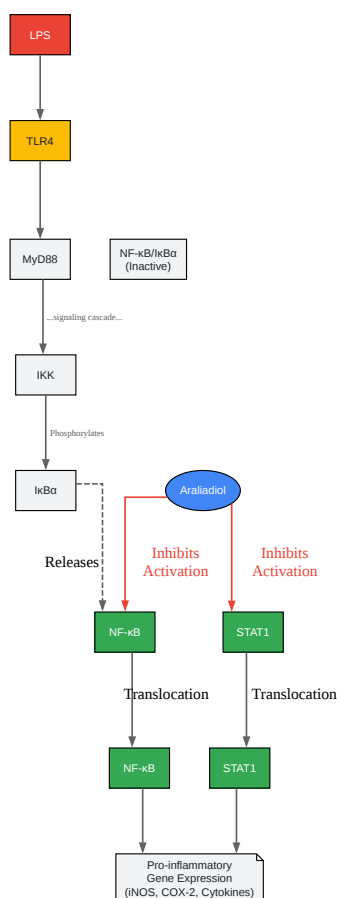 LPS
TLR4
MyD88
NF-κB/IκBα
(Inactive)
...signaling cascade...
IKK
Phosphorylates
IκBα
Araliadiol
Releases
Inhibits
Activation
Inhibits
Activation
NF-κB
STAT1
Translocation
Translocation
NF-κB
STAT1
Pro-inflammatory
Gene Expression
(iNOS, COX-2, Cytokines)